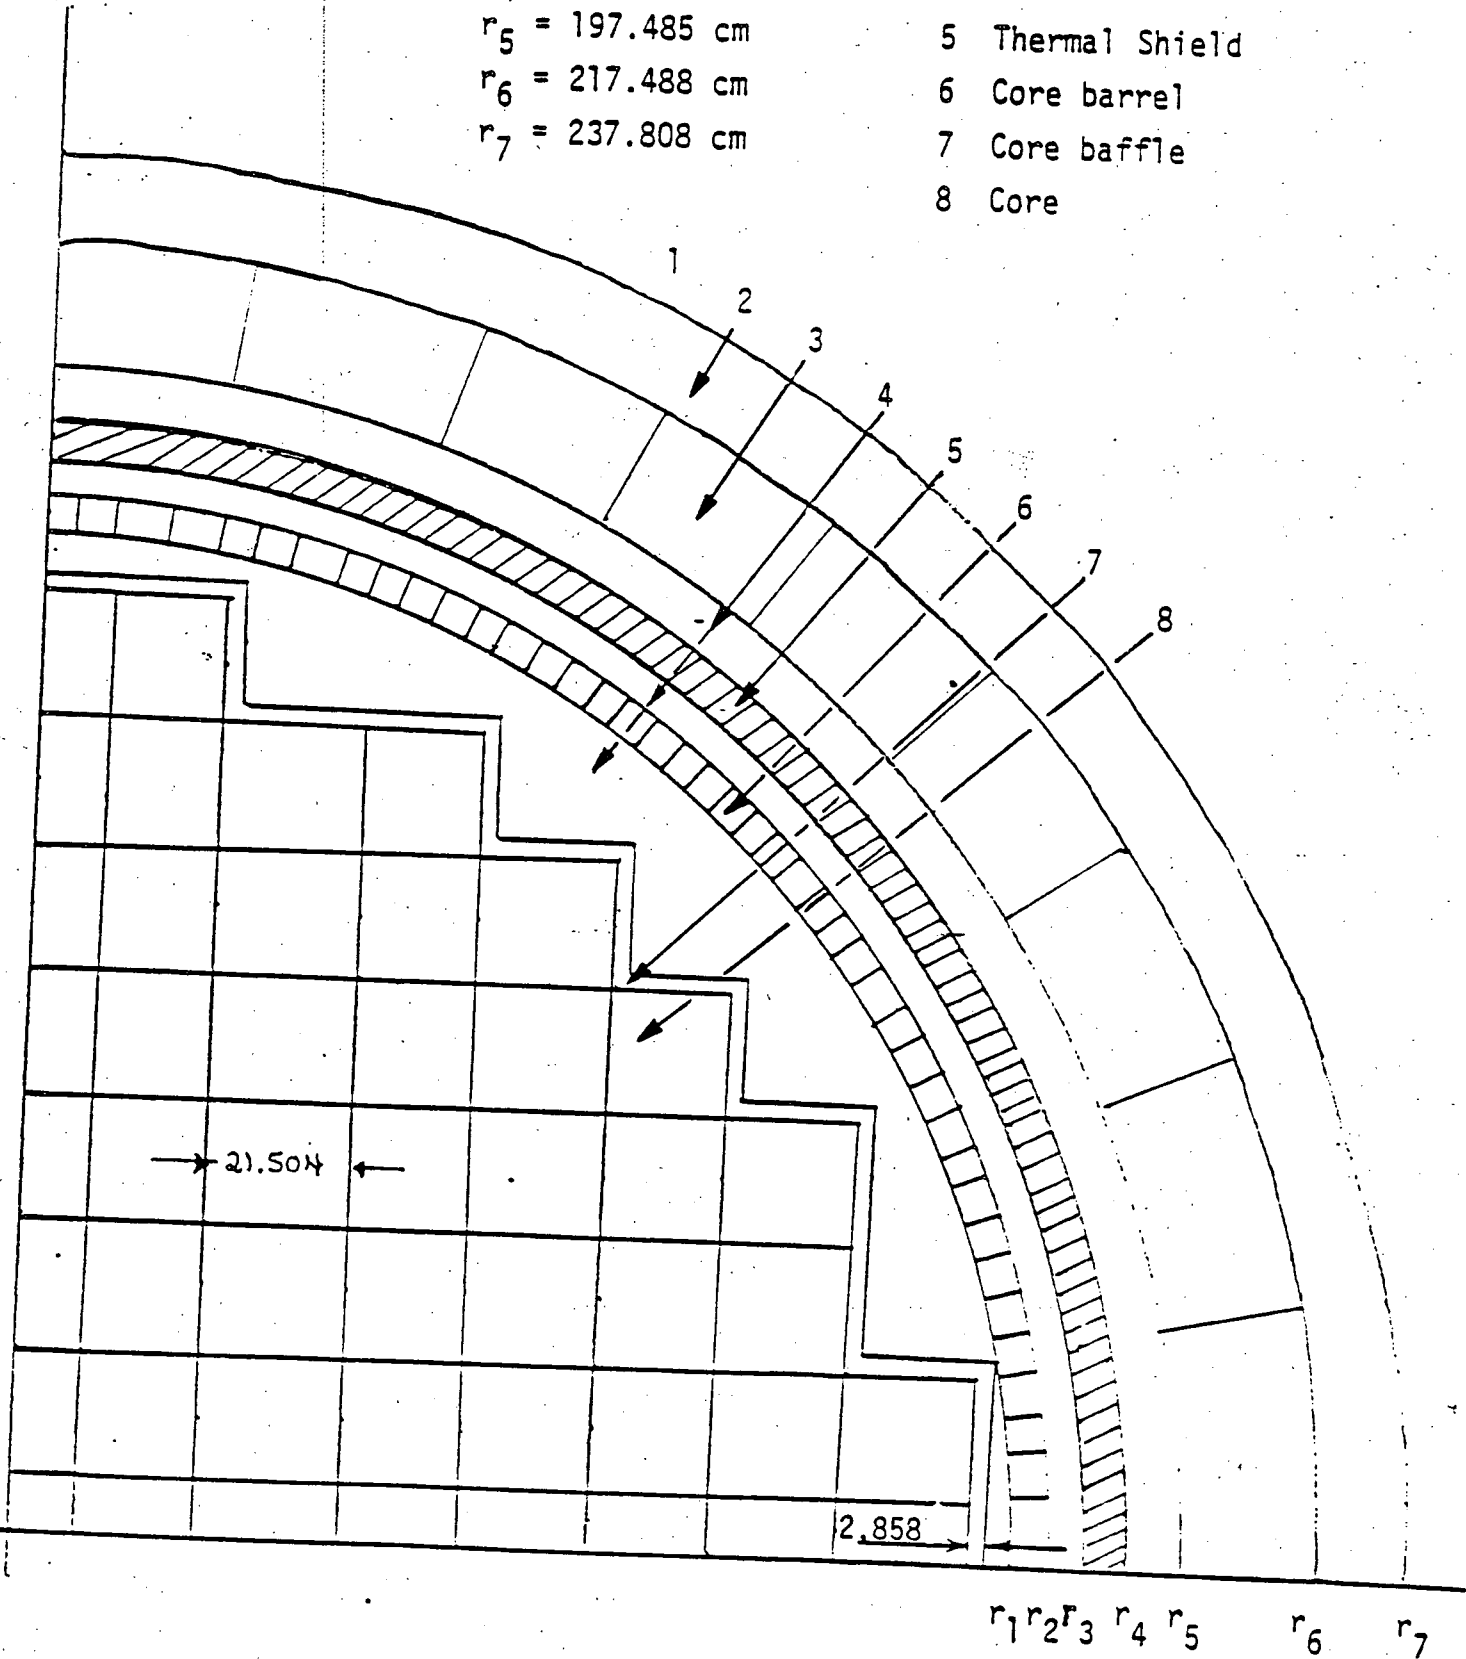 r5 = 197.485 cm
r6 = 217.488 cm
r7 = 237.808 cm
5 Thermal Shield
6 Core barrel
7 Core baffle
8 Core
1
2
3
4
5
6
7
8
21.504
2.858
r1 r2 r3 r4 r5 r6 r7